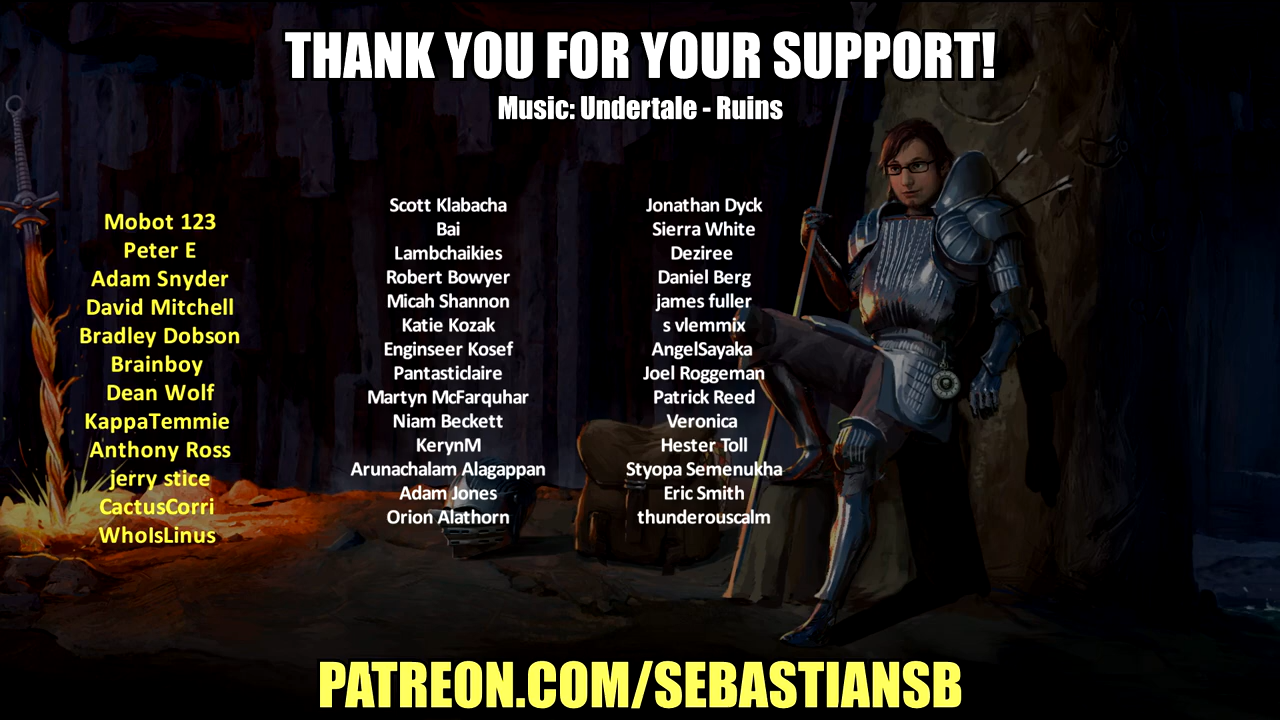 THANK YOU FOR YOUR SUPPORT!
Music: Undertale - Ruins
Mobot 123
Peter E
Adam Snyder
David Mitchell
Bradley Dobson
Brainboy
Dean Wolf
KappaTemmie
Anthony Ross
jerry stice
CactusCorri
WhoIsLinus
Scott Klabacha
Bai
Lambchaikies
Robert Bowyer
Micah Shannon
Katie Kozak
Enginseer Kosef
Pantasticlaire
Martyn McFarquhar
Niam Beckett
KerynM
Arunachalam Alagappan
Adam Jones
Orion Alathorn
Jonathan Dyck
Sierra White
Deziree
Daniel Berg
james fuller
s vlemmix
AngelSayaka
Joel Roggeman
Patrick Reed
Veronica
Hester Toll
Styopa Semenukha
Eric Smith
thunderouscalm
PATREON.COM/SEBASTIANSB